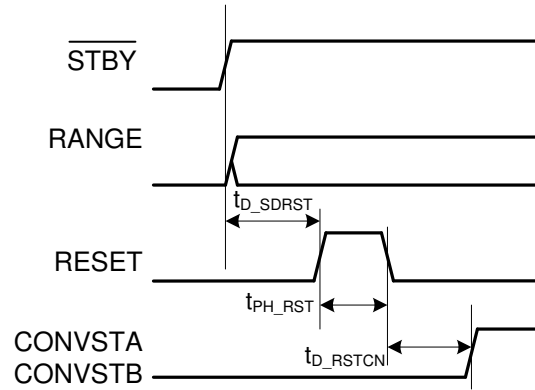 STBY
RANGE
tD_SDRST
RESET
tPH_RST
CONVSTA
tD_RSTCN
CONVSTB